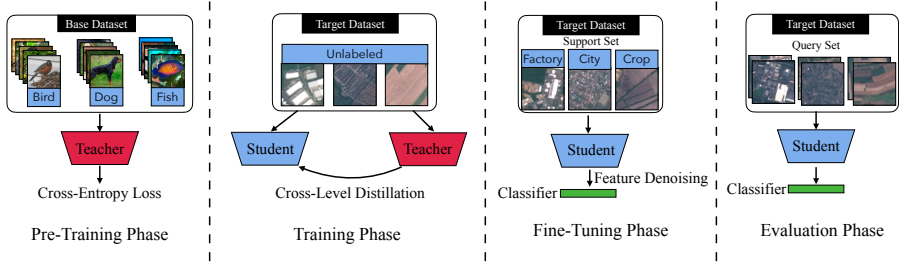 Base Dataset
Bird
Dog
Fish
Teacher
Cross-Entropy Loss
Pre-Training Phase
Target Dataset
Unlabeled
Student
Teacher
Cross-Level Distillation
Training Phase
Target Dataset
Support Set
Factory
City
Crop
Student
Feature Denoising
Classifier
Fine-Tuning Phase
Target Dataset
Query Set
Student
Classifier
Evaluation Phase